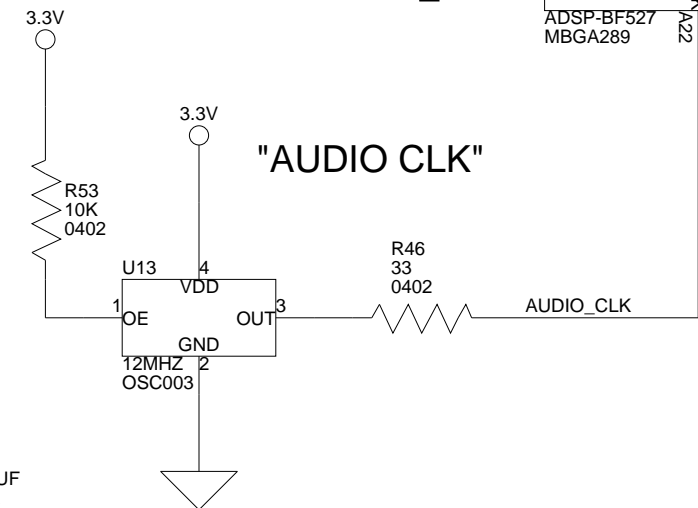 3.3V
ADSP-BF527
MBGA289
A22
3.3V
"AUDIO CLK"
R53
10K
0402
R46
33
0402
U13
4
VDD
1
OE
OUT
3
AUDIO_CLK
GND
12MHZ
2
OSC003
UF